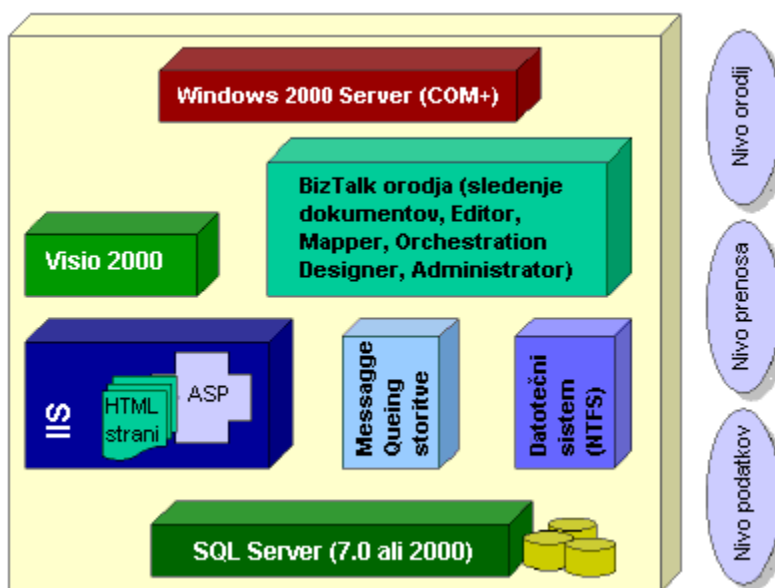 Windows 2000 Server (COM+)
BizTalk orodja (sledenje
dokumentov, Editor,
Mapper, Orchestration
Designer, Administrator)
Visio 2000
IIS
HTML
strani
ASP
Messagge
Queing
storitve
Datotečni
sistem
(NTFS)
SQL Server (7.0 ali 2000)
Nivo orodij
Nivo prenosa
Nivo podatkov